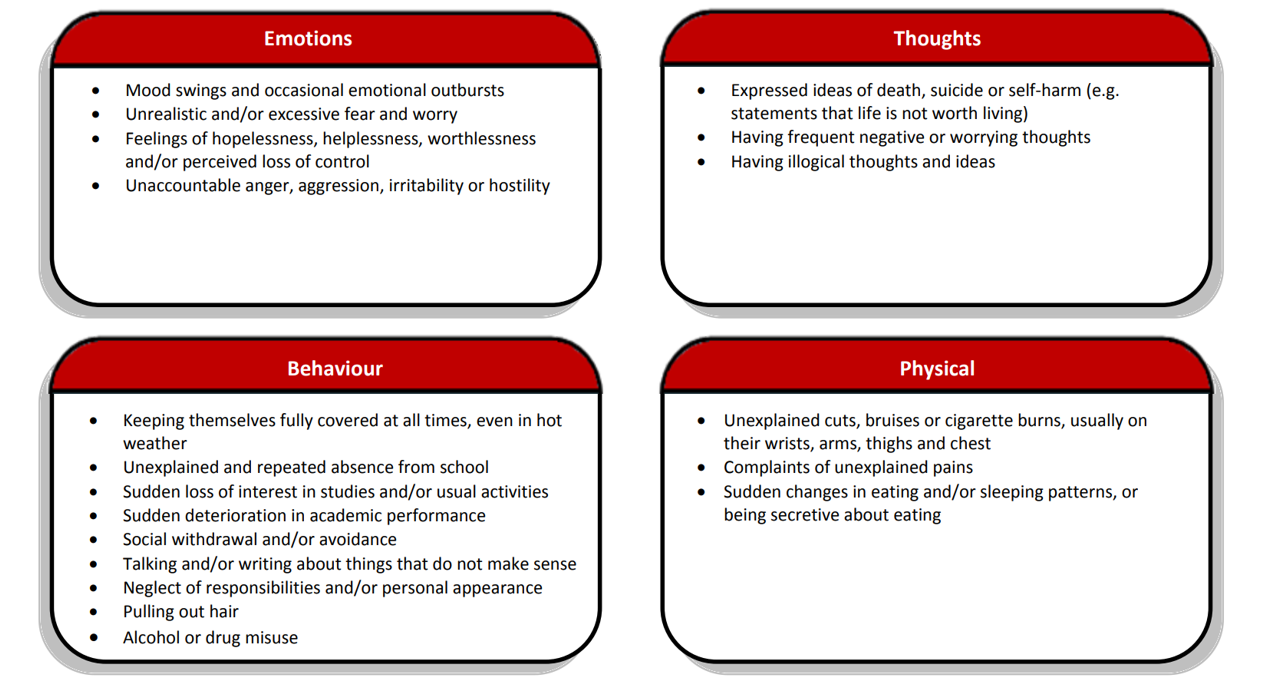 Emotions
• Mood swings and occasional emotional outbursts
• Unrealistic and/or excessive fear and worry
• Feelings of hopelessness, helplessness, worthlessness
and/or perceived loss of control
• Unaccountable anger, aggression, irritability or hostility
Thoughts
• Expressed ideas of death, suicide or self-harm (e.g.
statements that life is not worth living)
• Having frequent negative or worrying thoughts
• Having illogical thoughts and ideas
Behaviour
• Keeping themselves fully covered at all times, even in hot
weather
• Unexplained and repeated absence from school
• Sudden loss of interest in studies and/or usual activities
• Sudden deterioration in academic performance
• Social withdrawal and/or avoidance
• Talking and/or writing about things that do not make sense
• Neglect of responsibilities and/or personal appearance
• Pulling out hair
• Alcohol or drug misuse
Physical
• Unexplained cuts, bruises or cigarette burns, usually on
their wrists, arms, thighs and chest
• Complaints of unexplained pains
• Sudden changes in eating and/or sleeping patterns, or
being secretive about eating